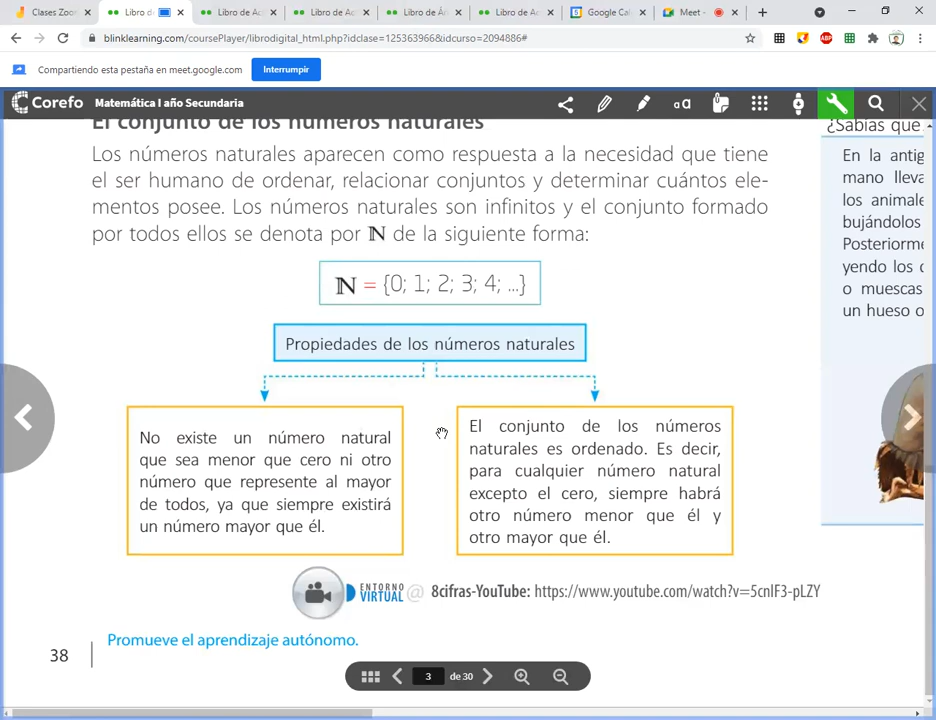 Clases Zoo
Libro d
Libro de Ac
Libro de Ac
Libro de Án
Libro de Ac
Google Cal
Meet -
blinklearning.com/coursePlayer/librodigital_html.php?idclase=125363966&idcurso=2094886#
ABP
Compartiendo esta pestaña en meet.google.com
Interrumpir
Corefo
Matemática I año Secundaria
aA
El conjunto de los números naturales
Los números naturales aparecen como respuesta a la necesidad que tiene
el ser humano de ordenar, relacionar conjuntos y determinar cuántos ele-
mentos posee. Los números naturales son infinitos y el conjunto formado
por todos ellos se denota por ℕ de la siguiente forma:
ℕ = {0; 1; 2; 3; 4; ...}
Propiedades de los números naturales
No existe un número natural
que sea menor que cero ni otro
número que represente al mayor
de todos, ya que siempre existirá
un número mayor que él.
El conjunto de los números
naturales es ordenado. Es decir,
para cualquier número natural
excepto el cero, siempre habrá
otro número menor que él y
otro mayor que él.
¿Sabías que
En la antig
mano lleva
los animale
bujándolos
Posteriorme
yendo los d
o muescas
un hueso o
ENTORNO
VIRTUAL @ 8cifras-YouTube: https://www.youtube.com/watch?v=5cnIF3-pLZY
Promueve el aprendizaje autónomo.
38
3 de 30